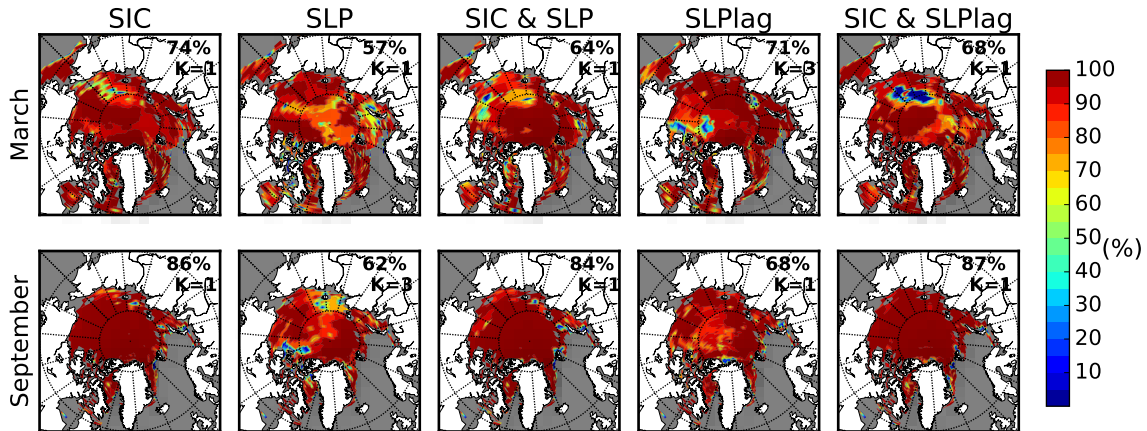 SIC SLP SIC & SLP SLPlag SIC & SLPlag
March
74% 57% 64% 71% 68%
K=1 K=1 K=1 K=3 K=1
September
86% 62% 84% 68% 87%
K=1 K=3 K=1 K=1 K=1
100
90
80
70
60
50
(%)
40
30
20
10